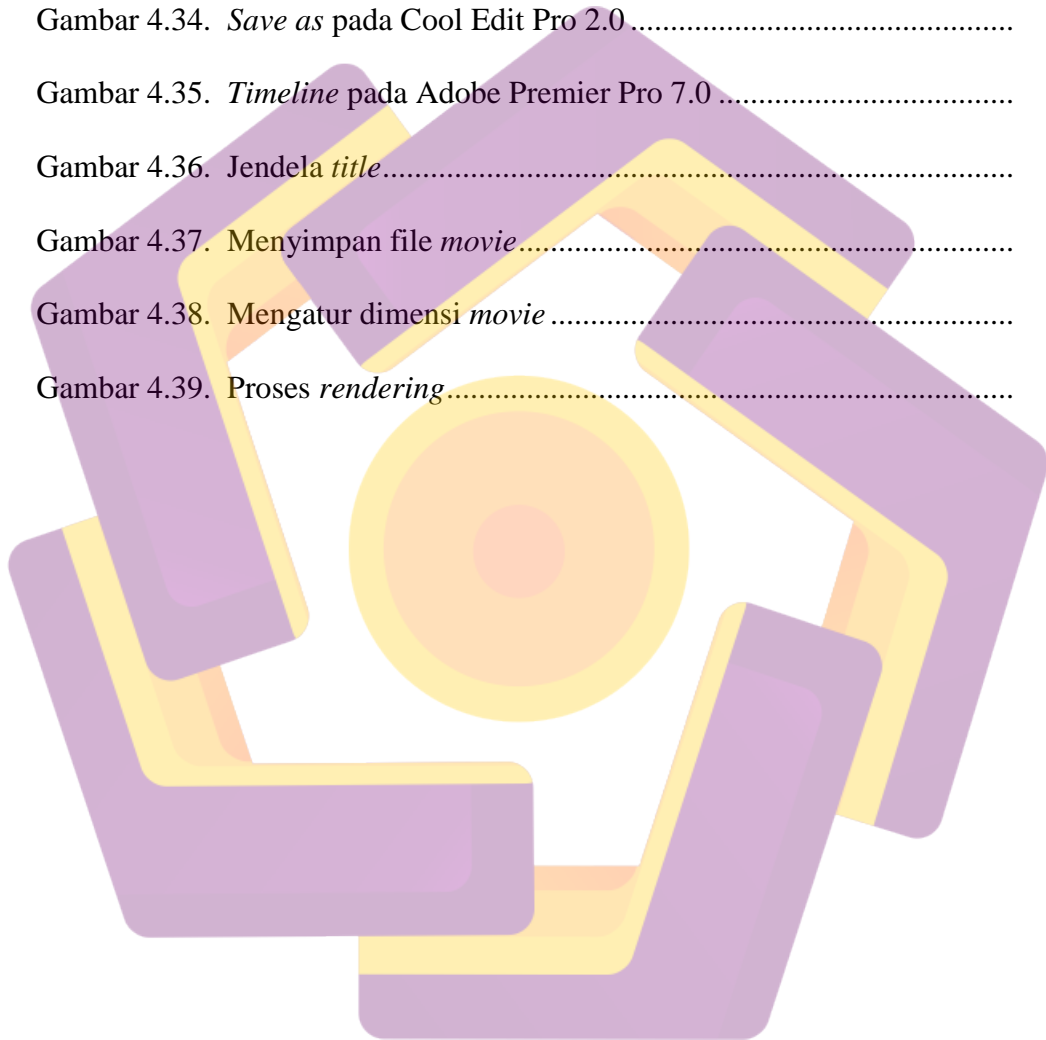 Gambar 4.34. Save as pada Cool Edit Pro 2.0................................................
Gambar 4.35. Timeline pada Adobe Premier Pro 7.0 .....................................
Gambar 4.36. Jendela title...............................................................................
Gambar 4.37. Menyimpan file movie..............................................................
Gambar 4.38. Mengatur dimensi movie ..........................................................
Gambar 4.39. Proses rendering.......................................................................